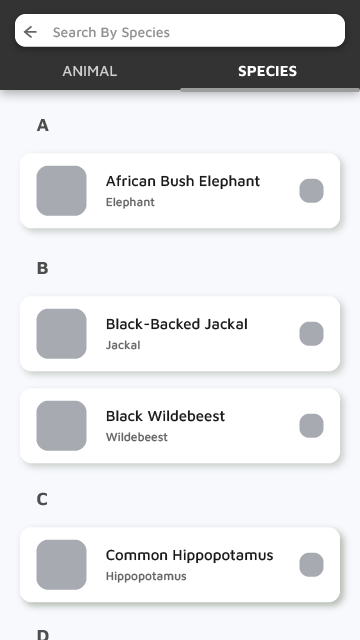 Search By Species
ANIMAL
SPECIES
A
African Bush Elephant
Elephant
B
Black-Backed Jackal
Jackal
Black Wildebeest
Wildebeest
C
Common Hippopotamus
Hippopotamus
D